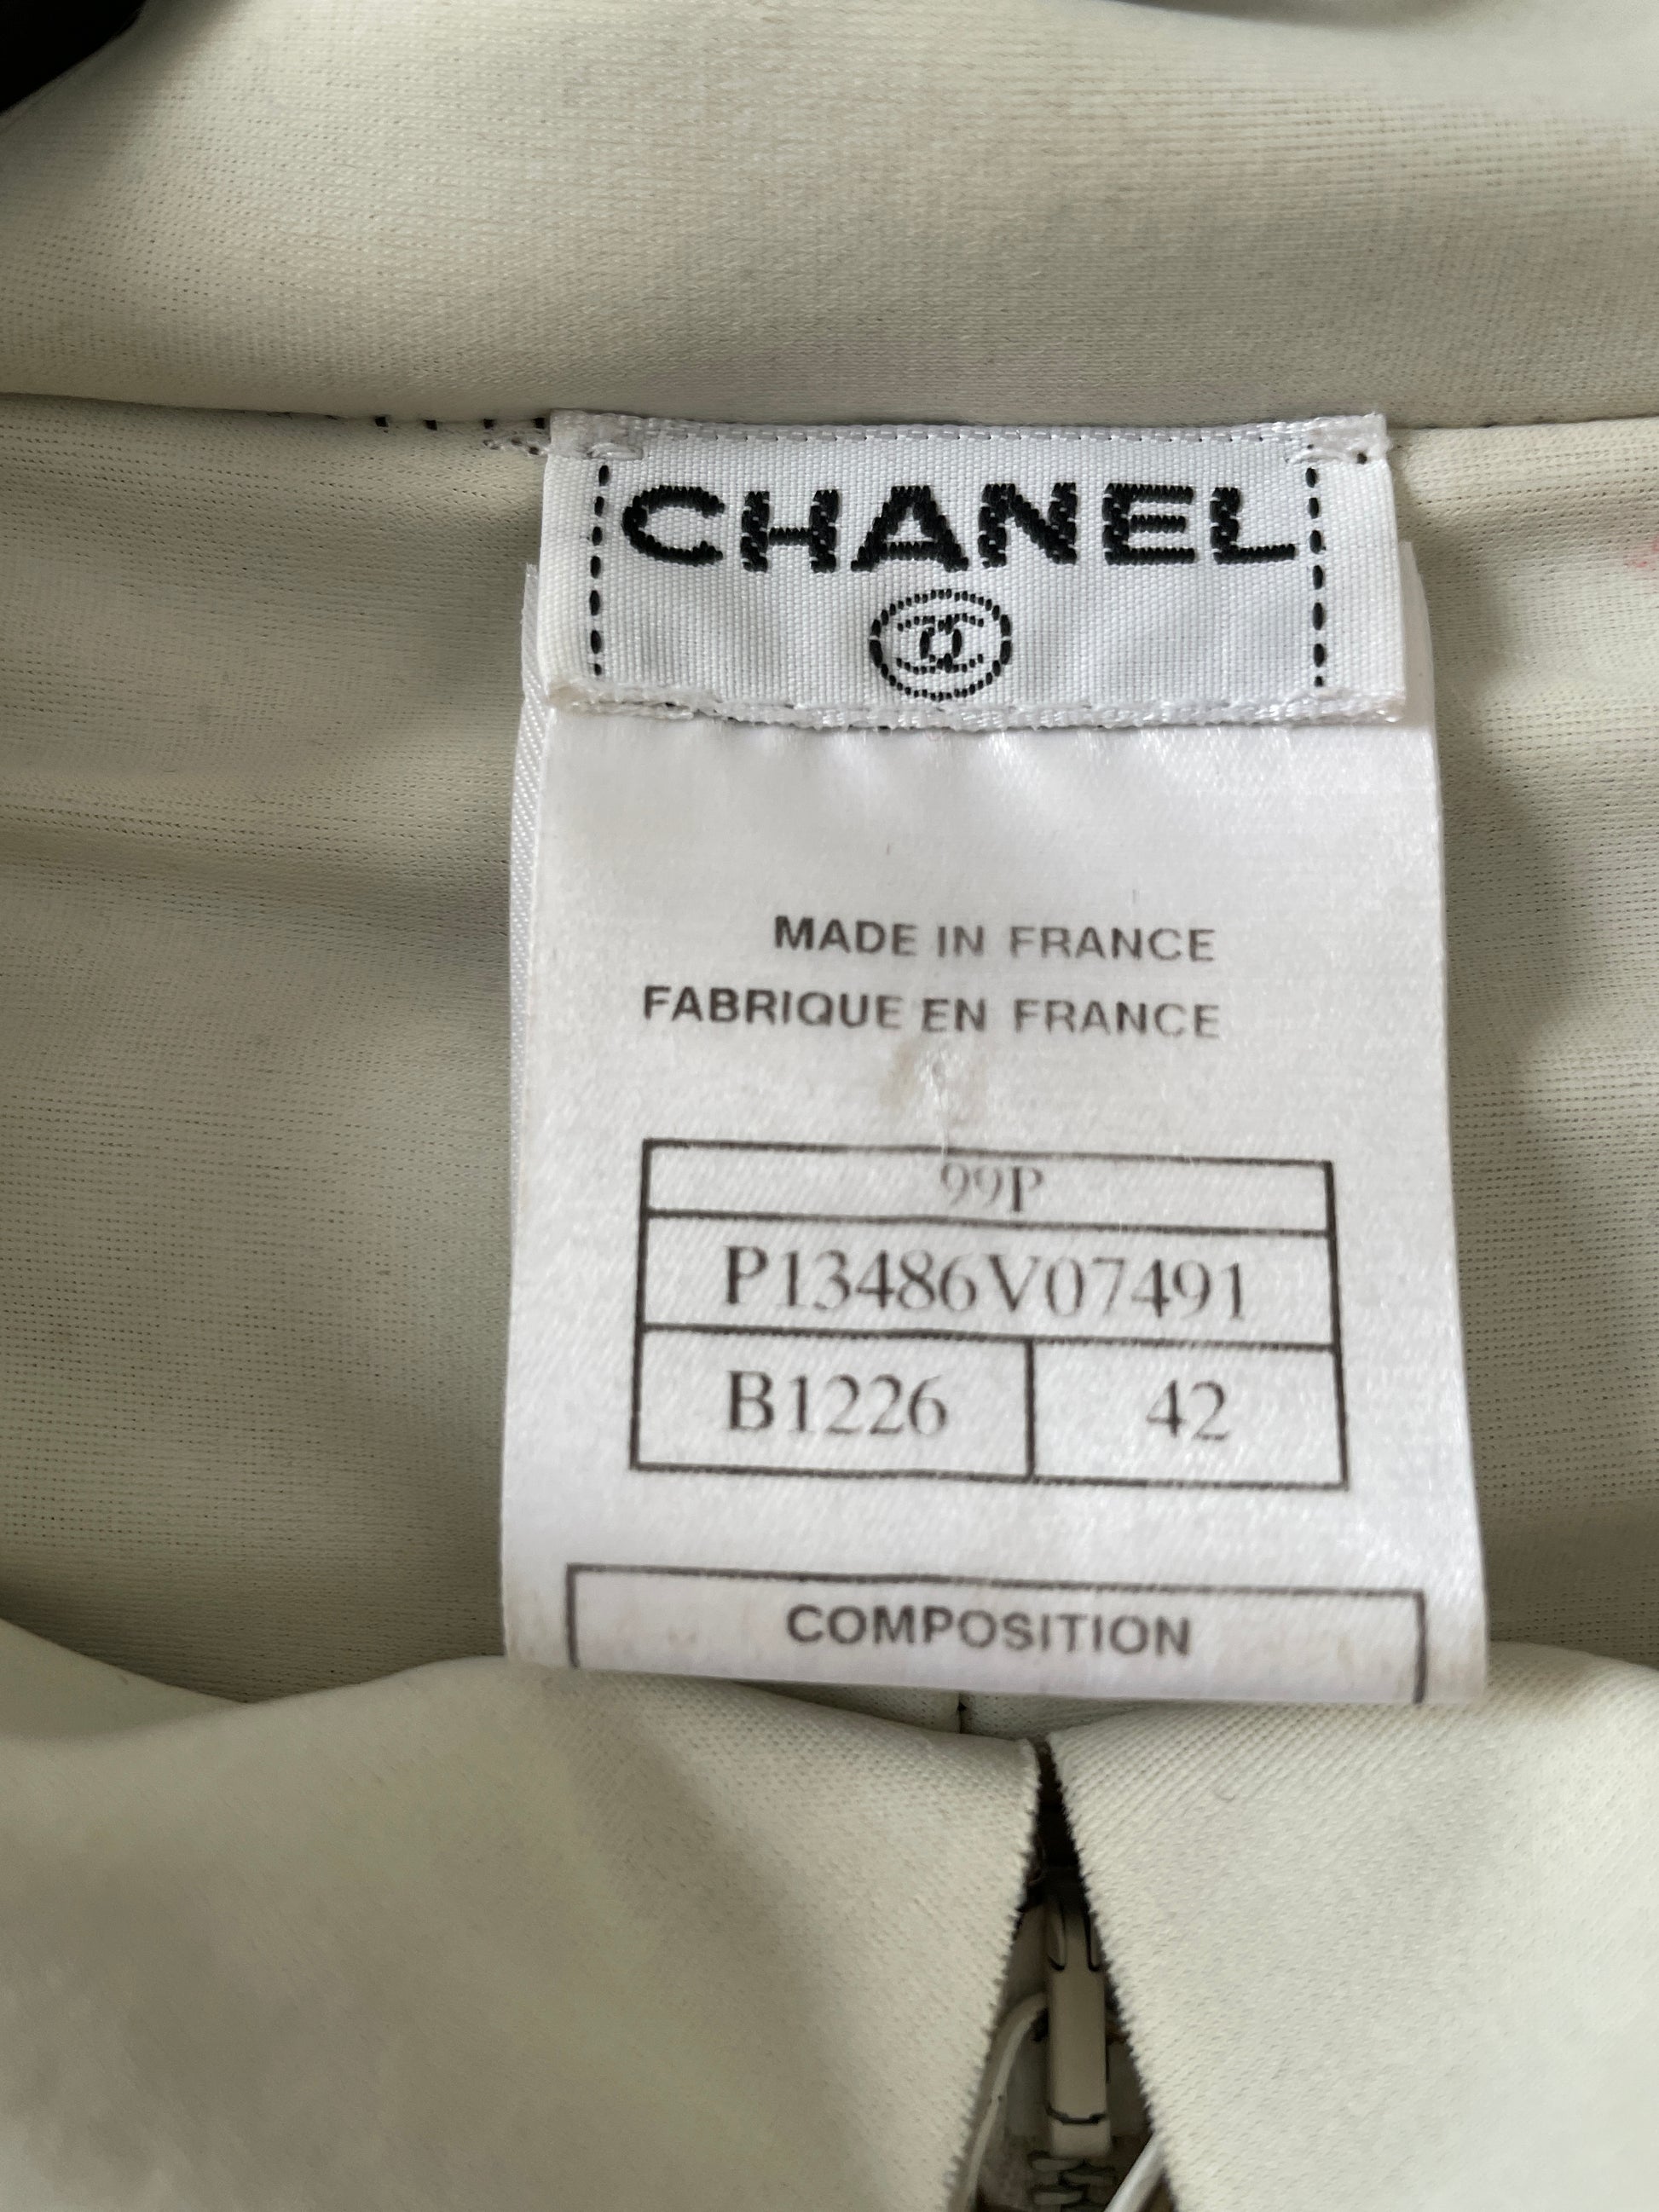 CHANEL
MADE IN FRANCE
FABRIQUE EN FRANCE
99P
P13486V07491
B1226 42
COMPOSITION